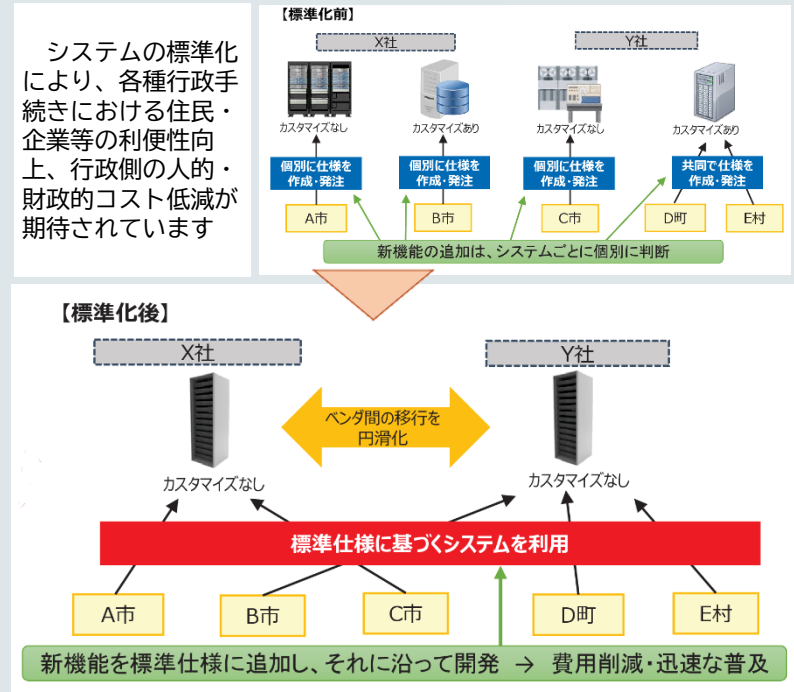 システムの標準化
により、各種行政手
続きにおける住民・
企業等の利便性向
上、行政側の人的・
財政的コスト低減が
期待されています
【標準化前】
X社
Y社
カスタマイズなし
カスタマイズあり
カスタマイズなし
カスタマイズあり
個別に仕様を
作成・発注
個別に仕様を
作成・発注
個別に仕様を
作成・発注
共同で仕様を
作成・発注
A市
B市
C市
D町
E村
新機能の追加は、システムごとに個別に判断
【標準化後】
X社
Y社
ベンダ間の移行を
円滑化
カスタマイズなし
カスタマイズなし
標準仕様に基づくシステムを利用
A市
B市
C市
D町
E村
新機能を標準仕様に追加し、それに沿って開発 → 費用削減・迅速な普及